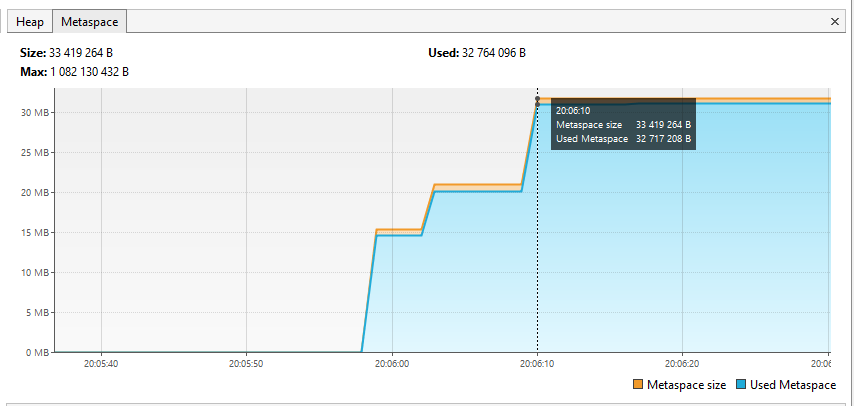 Heap Metaspace ×
Size: 33 419 264 B Used: 32 764 096 B
Max: 1 082 130 432 B
30 MB
25 MB
20 MB
15 MB
10 MB
5 MB
0 MB
20:06:10
Metaspace size 33 419 264 B
Used Metaspace 32 717 208 B
20:05:40 20:05:50 20:06:00 20:06:10 20:06:20 20:06
Metaspace size Used Metaspace